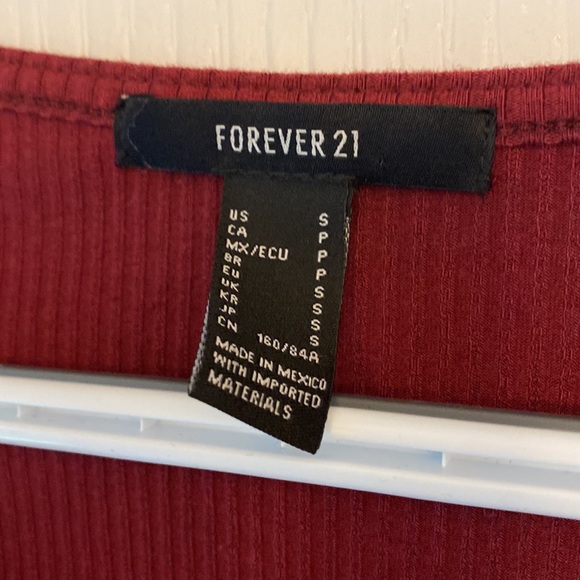 FOREVER 21
US S
CA P
MX/ECU P
BR P
EU S
UK S
KR S
JP S
CN 160/84A
MADE IN MEXICO
WITH IMPORTED
MATERIALS